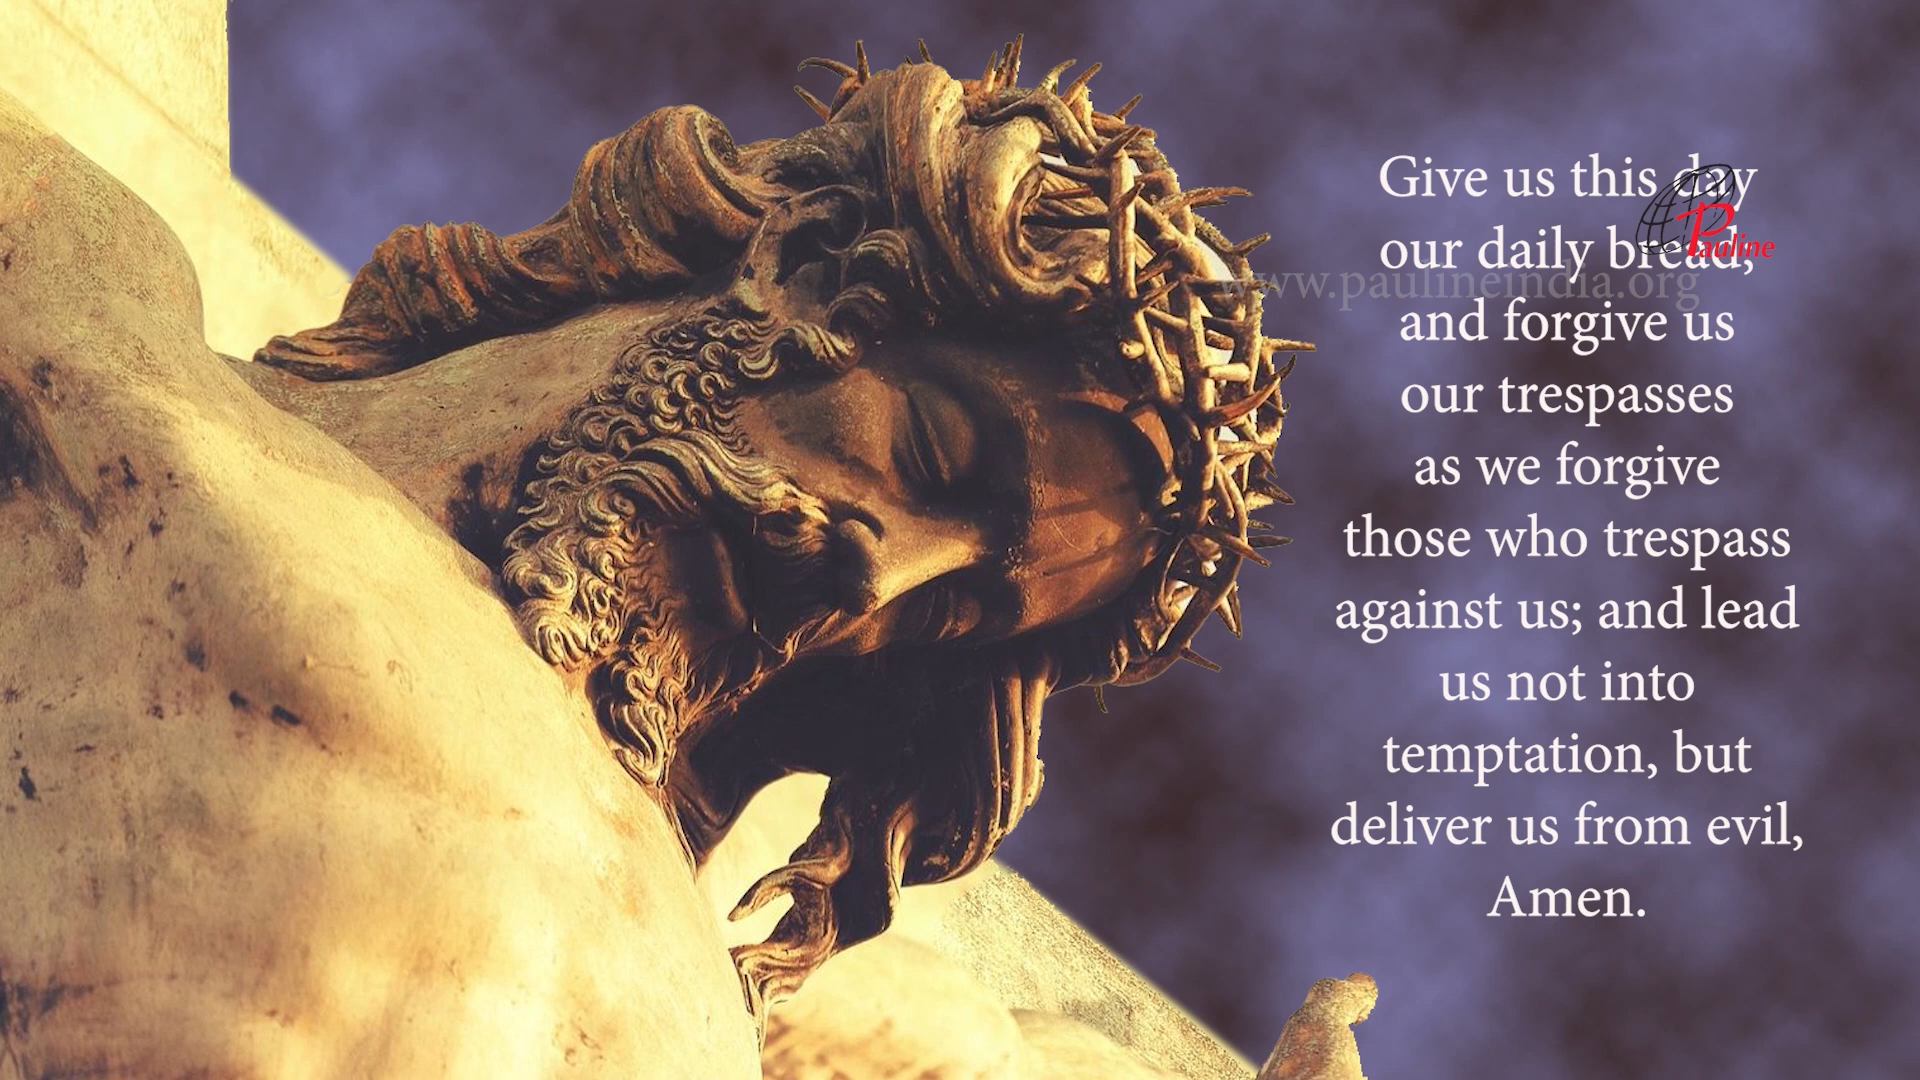 Give us this day
our daily bread,
Pauline
www.paulineindia.org
and forgive us
our trespasses
as we forgive
those who trespass
against us; and lead
us not into
temptation, but
deliver us from evil,
Amen.